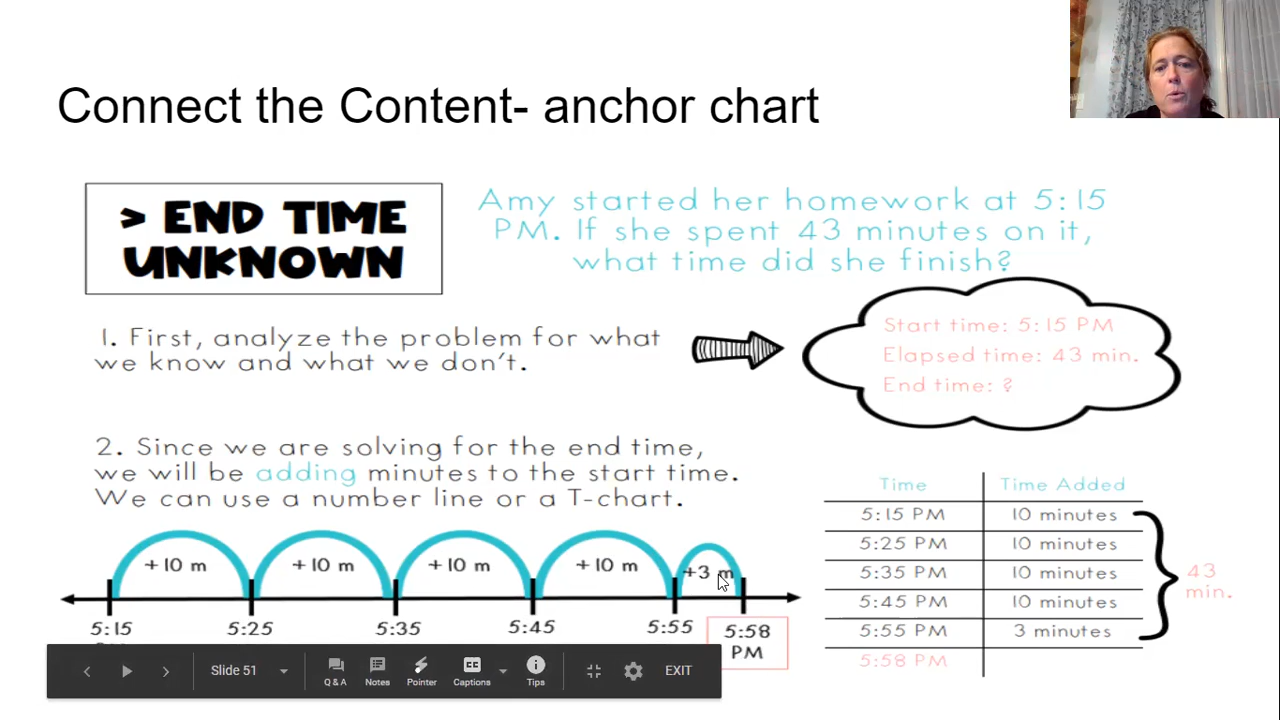 Connect the Content- anchor chart
> END TIME
UNKNOWN
Amy started her homework at 5:15
PM. If she spent 43 minutes on it,
what time did she finish?
1. First, analyze the problem for what
we know and what we don't.
Start time: 5:15 PM
Elapsed time: 43 min.
End time: ?
2. Since we are solving for the end time,
we will be adding minutes to the start time.
We can use a number line or a T-chart.
+10 m +10 m +10 m +10 m +3 m
5:15 5:25 5:35 5:45 5:55 5:58
PM
Time Time Added
5:15 PM 10 minutes
5:25 PM 10 minutes
5:35 PM 10 minutes
5:45 PM 10 minutes
5:55 PM 3 minutes
5:58 PM
43
min.
Slide 51 Q & A Notes Pointer Captions CC Tips EXIT